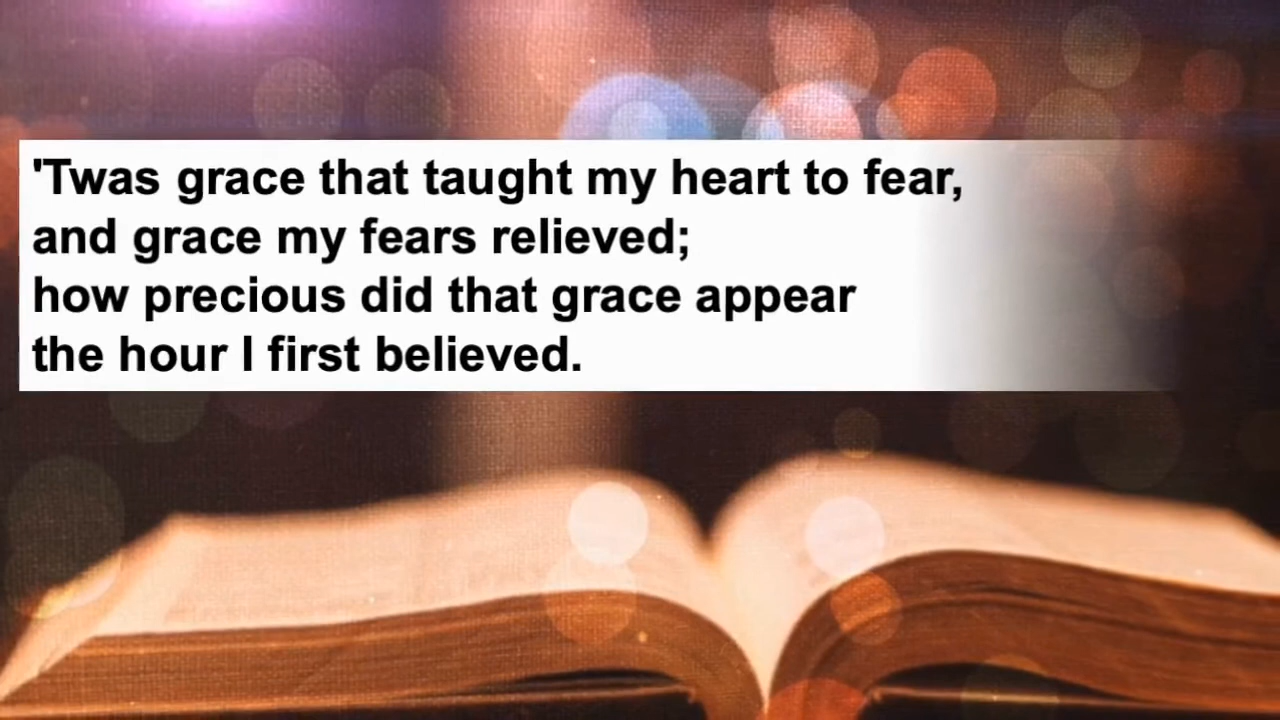 'Twas grace that taught my heart to fear,
and grace my fears relieved;
how precious did that grace appear
the hour I first believed.